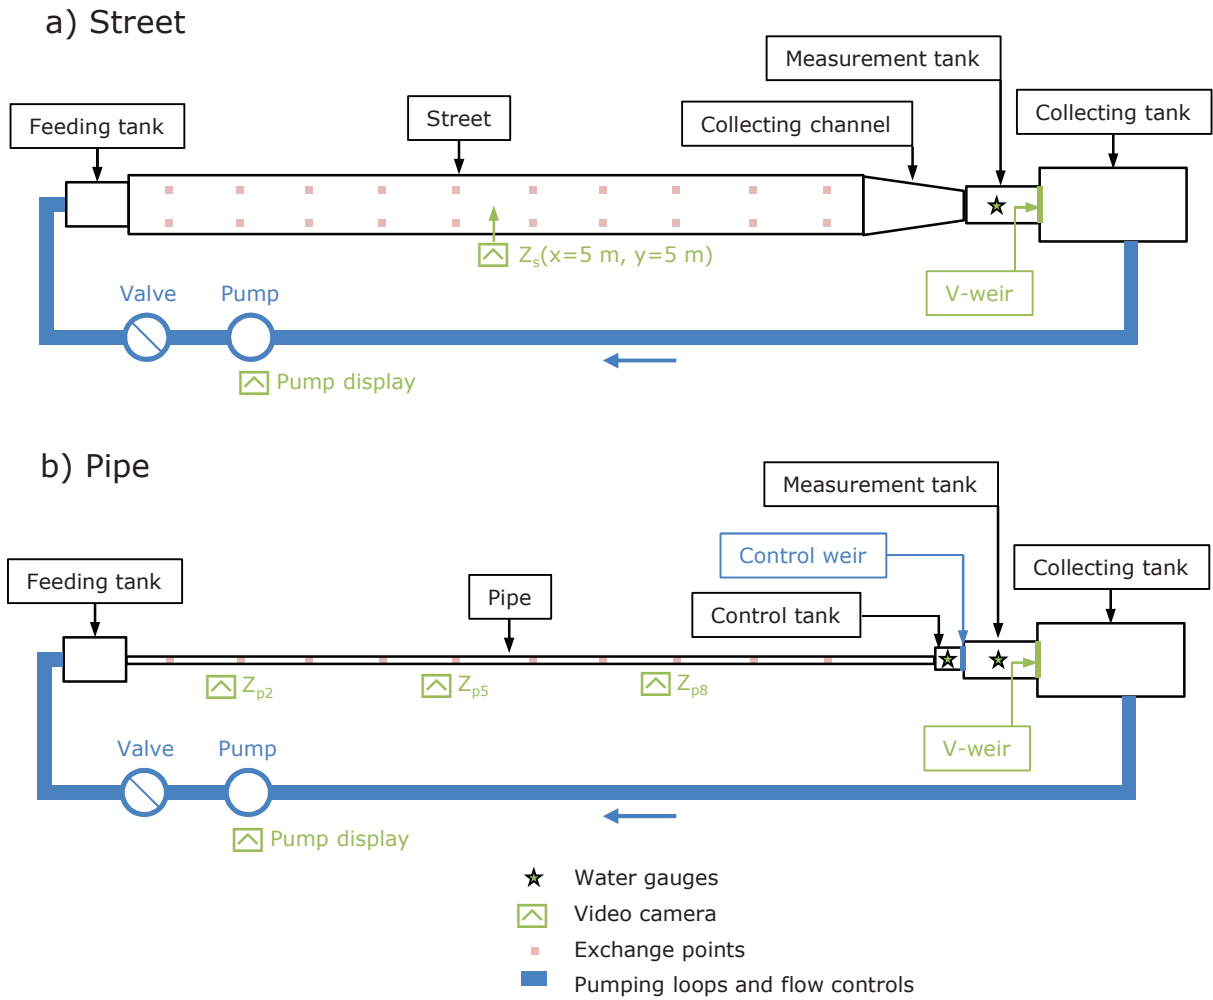 a) Street
Measurement tank
Feeding tank
Street
Collecting channel
Collecting tank
Zs(x=5 m, y=5 m)
Valve
Pump
V-weir
Pump display
b) Pipe
Measurement tank
Control weir
Feeding tank
Pipe
Control tank
Collecting tank
Zp2
Zp5
Zp8
Valve
Pump
V-weir
Pump display
Water gauges
Video camera
Exchange points
Pumping loops and flow controls